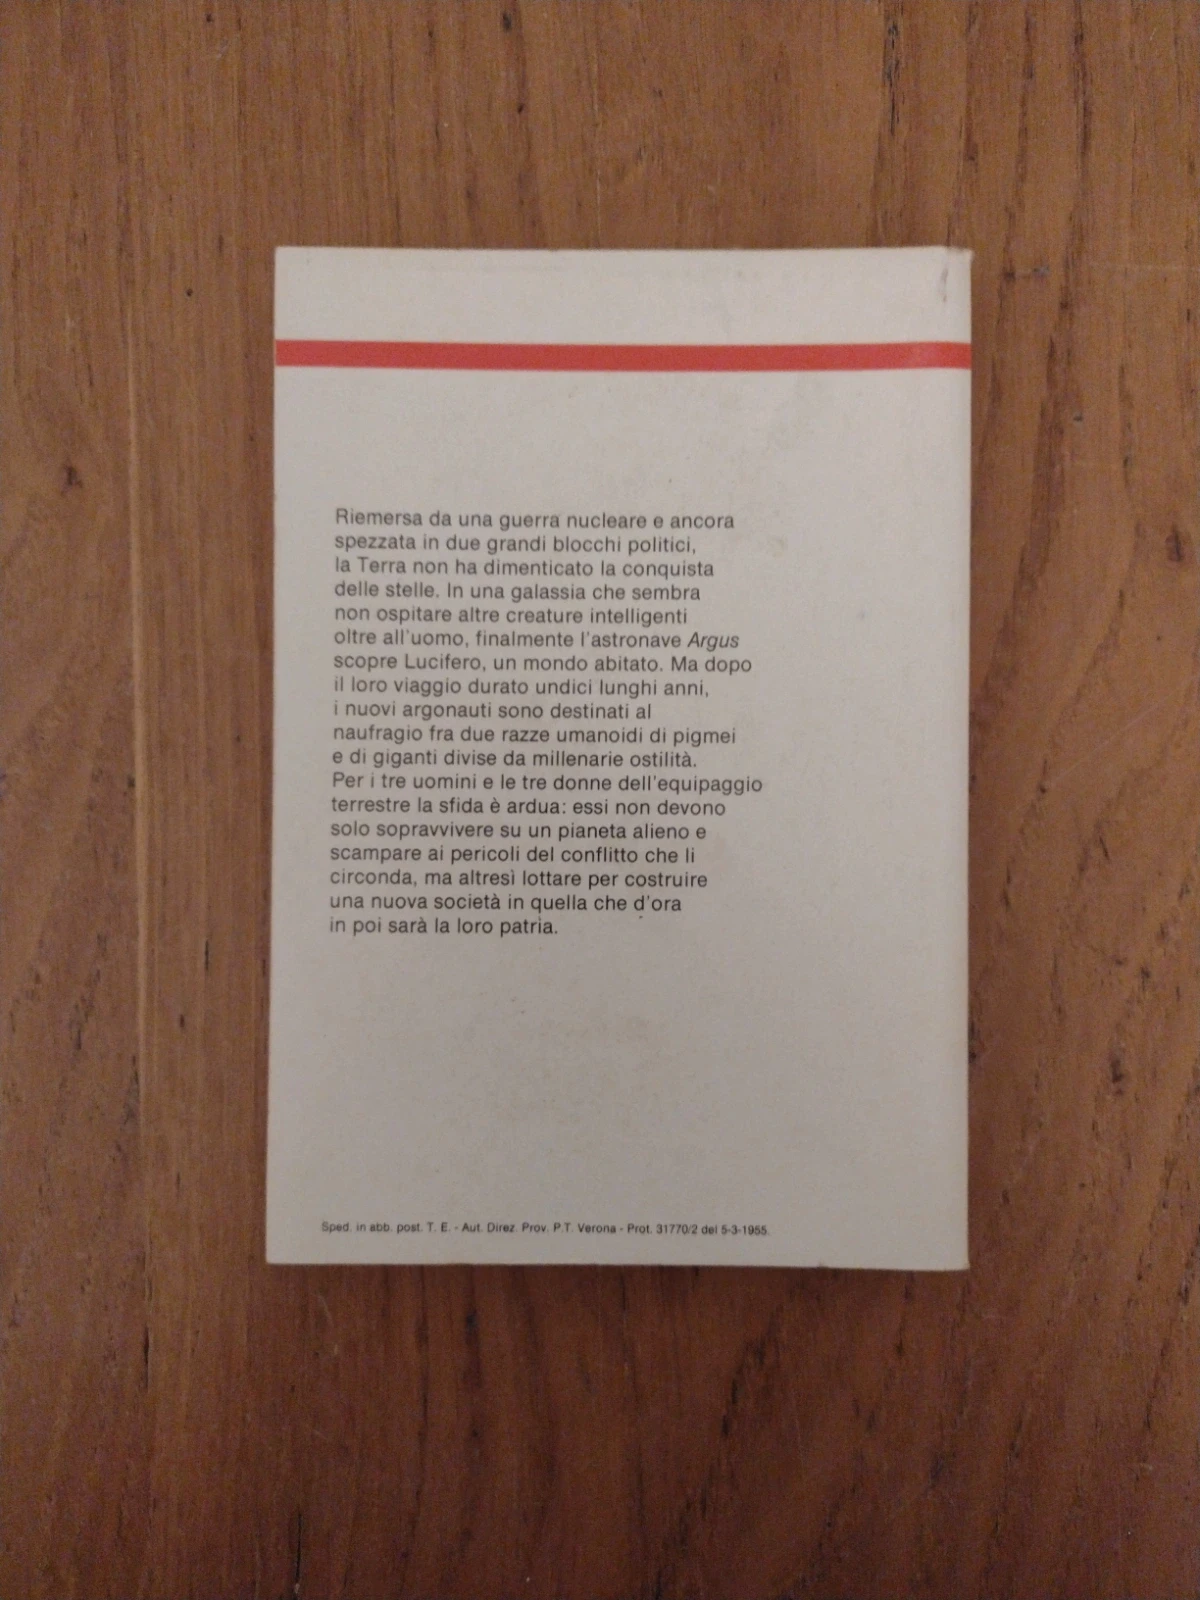 Riemersa da una guerra nucleare e ancora
spezzata in due grandi blocchi politici,
la Terra non ha dimenticato la conquista
delle stelle. In una galassia che sembra
non ospitare altre creature intelligenti
oltre all'uomo, finalmente l'astronave Argus
scopre Lucifero, un mondo abitato. Ma dopo
il loro viaggio durato undici lunghi anni,
i nuovi argonauti sono destinati al
naufragio fra due razze umanoidi di pigmei
e di giganti divise da millenarie ostilità.
Per i tre uomini e le tre donne dell'equipaggio
terrestre la sfida è ardua: essi non devono
solo sopravvivere su un pianeta alieno e
scampare ai pericoli del conflitto che li
circonda, ma altresì lottare per costruire
una nuova società in quella che d'ora
in poi sarà la loro patria.
Sped. in abb. post. T. E. - Aut. Direz. Prov. P.T. Verona - Prot. 31770/2 del 5-3-1955.